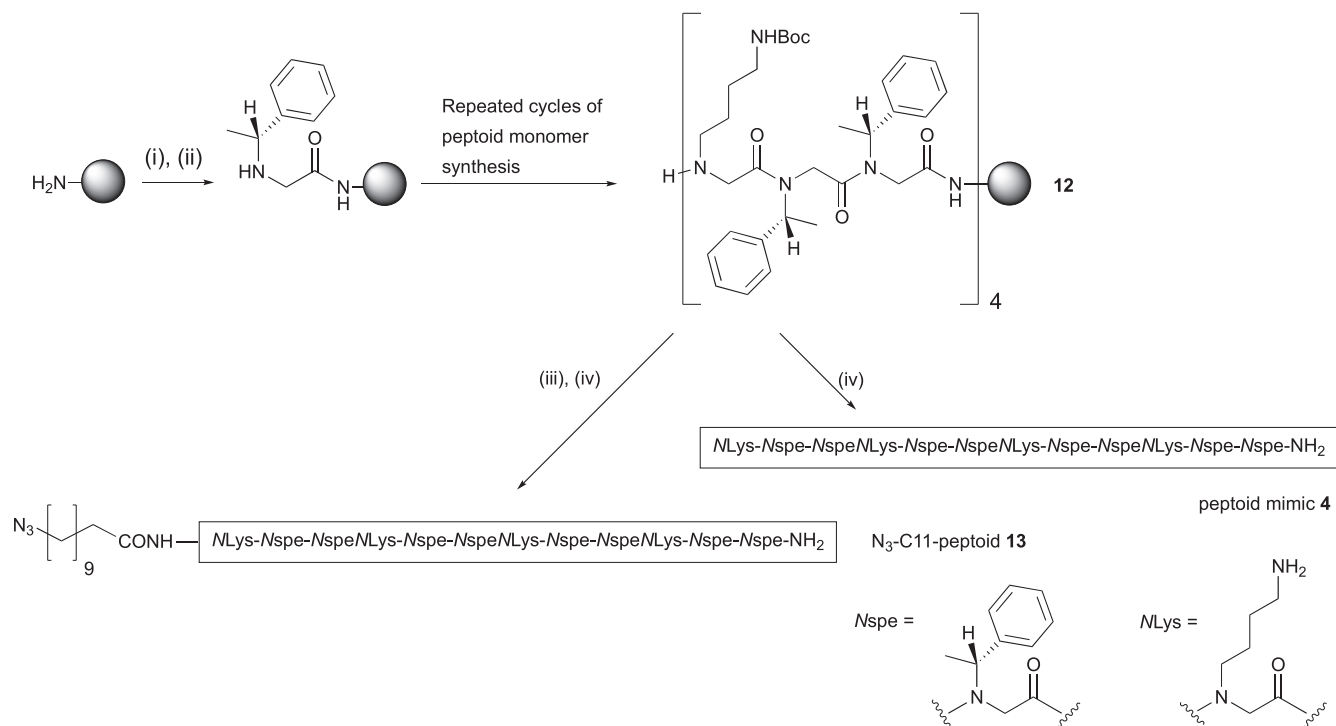 NHBoc
H
H
(i), (ii)
Repeated cycles of
peptoid monomer
synthesis
O
O
H2N
HN
N
H
H
N
N
N
O
N
H
12
O
H
4
(iii), (iv)
(iv)
NLys-Nspe-NspeNLys-Nspe-NspeNLys-Nspe-NspeNLys-Nspe-Nspe-NH2
peptoid mimic 4
N3
9
CONH
NLys-Nspe-NspeNLys-Nspe-NspeNLys-Nspe-NspeNLys-Nspe-Nspe-NH2
N3-C11-peptoid 13
NH2
Nspe =
H
N
O
NLys =
N
O